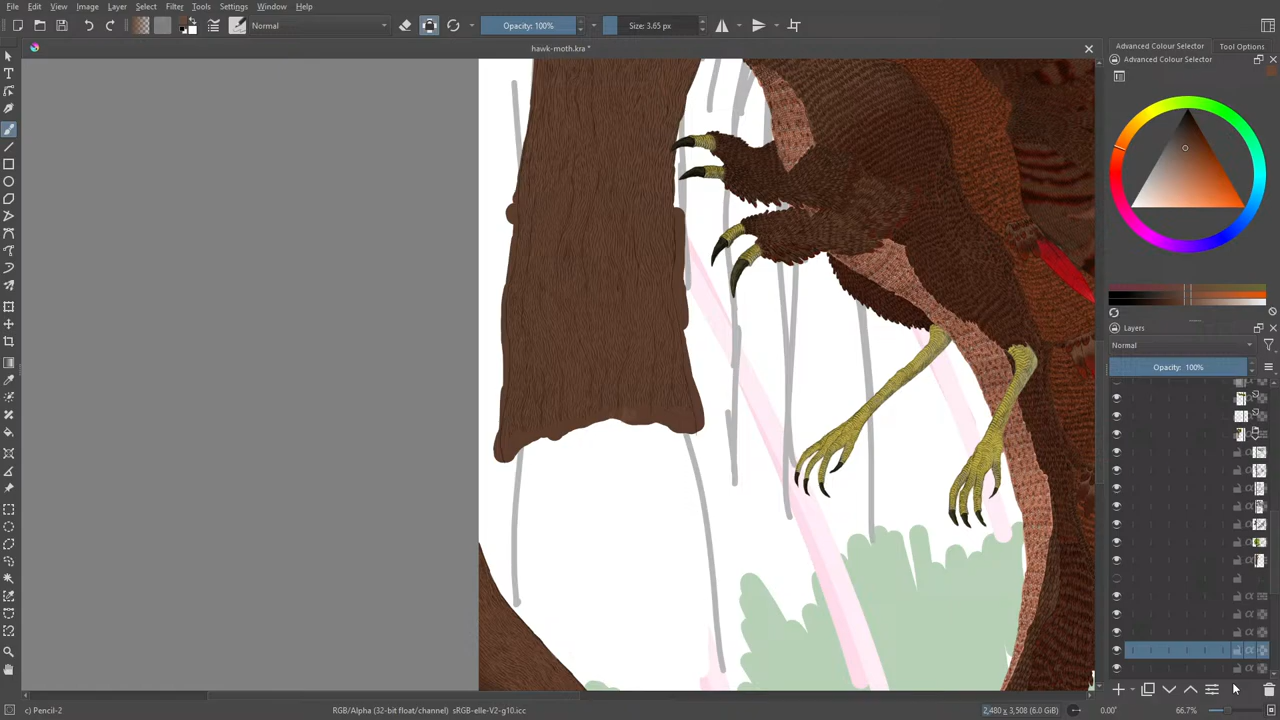 File Edit View Image Layer Select Filter Tools Settings Window Help
Normal Opacity: 100% Size: 3.65 px
hawk-moth.kra *
Advanced Colour Selector Tool Options
Advanced Colour Selector
Layers
Normal
Opacity: 100%
c) Pencil-2 RGB/Alpha (32-bit float/channel) sRGB-elle-V2-g10.icc 2,480 x 3,508 (6.0 GiB) 0.00° 66.7%